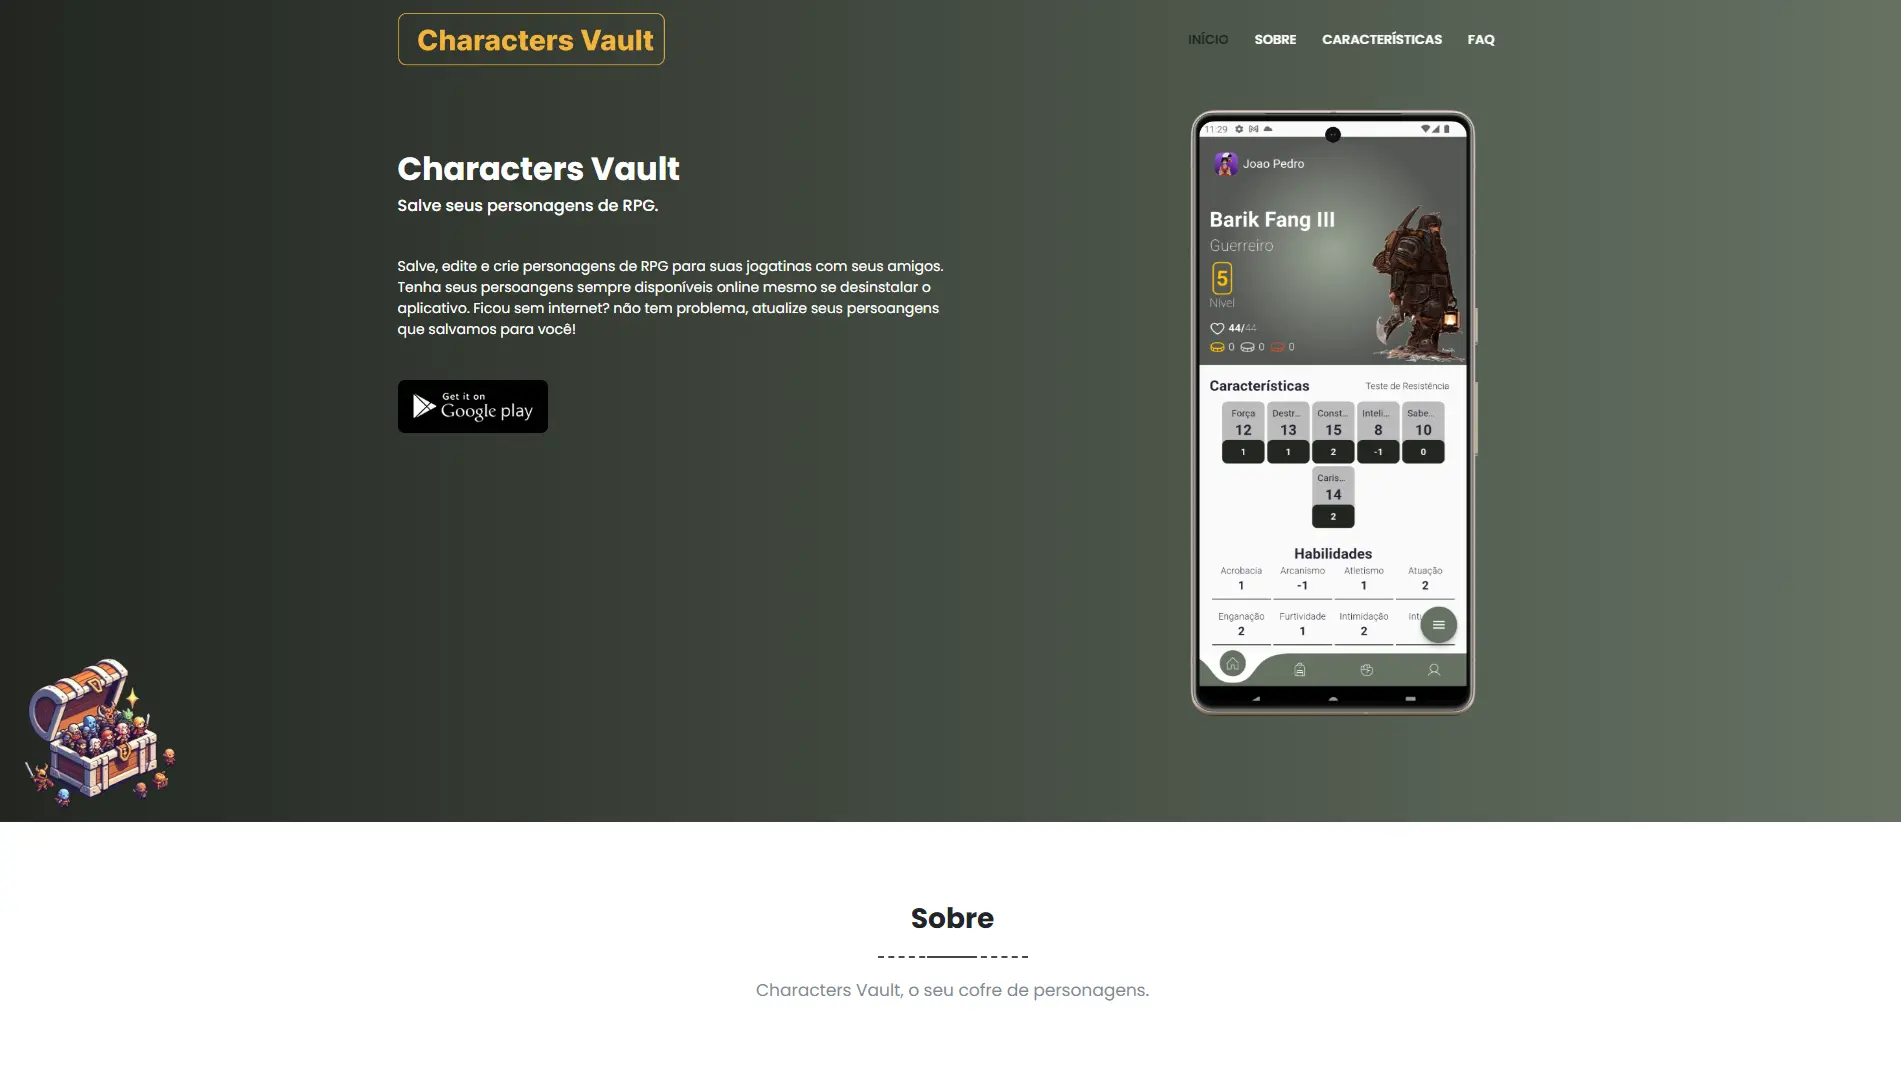 Characters Vault
INÍCIO SOBRE CARACTERÍSTICAS FAQ
Characters Vault
Salve seus personagens de RPG.
Salve, edite e crie personagens de RPG para suas jogatinas com seus amigos.
Tenha seus persoangens sempre disponíveis online mesmo se desinstalar o
aplicativo. Ficou sem internet? não tem problema, atualize seus persoangens
que salvamos para você!
Get it on
Google play
11:29
Joao Pedro
Barik Fang III
Guerreiro
5
Nível
44/44
0 0 0
Características Teste de Resistência
Força Destr... Const... Inteli... Sabe...
12 13 15 8 10
1 1 2 -1 0
Caris...
14
2
Habilidades
Acrobacia Arcanismo Atletismo Atuação
1 -1 1 2
Enganação Furtividade Intimidação
2 1 2
Sobre
Characters Vault, o seu cofre de personagens.